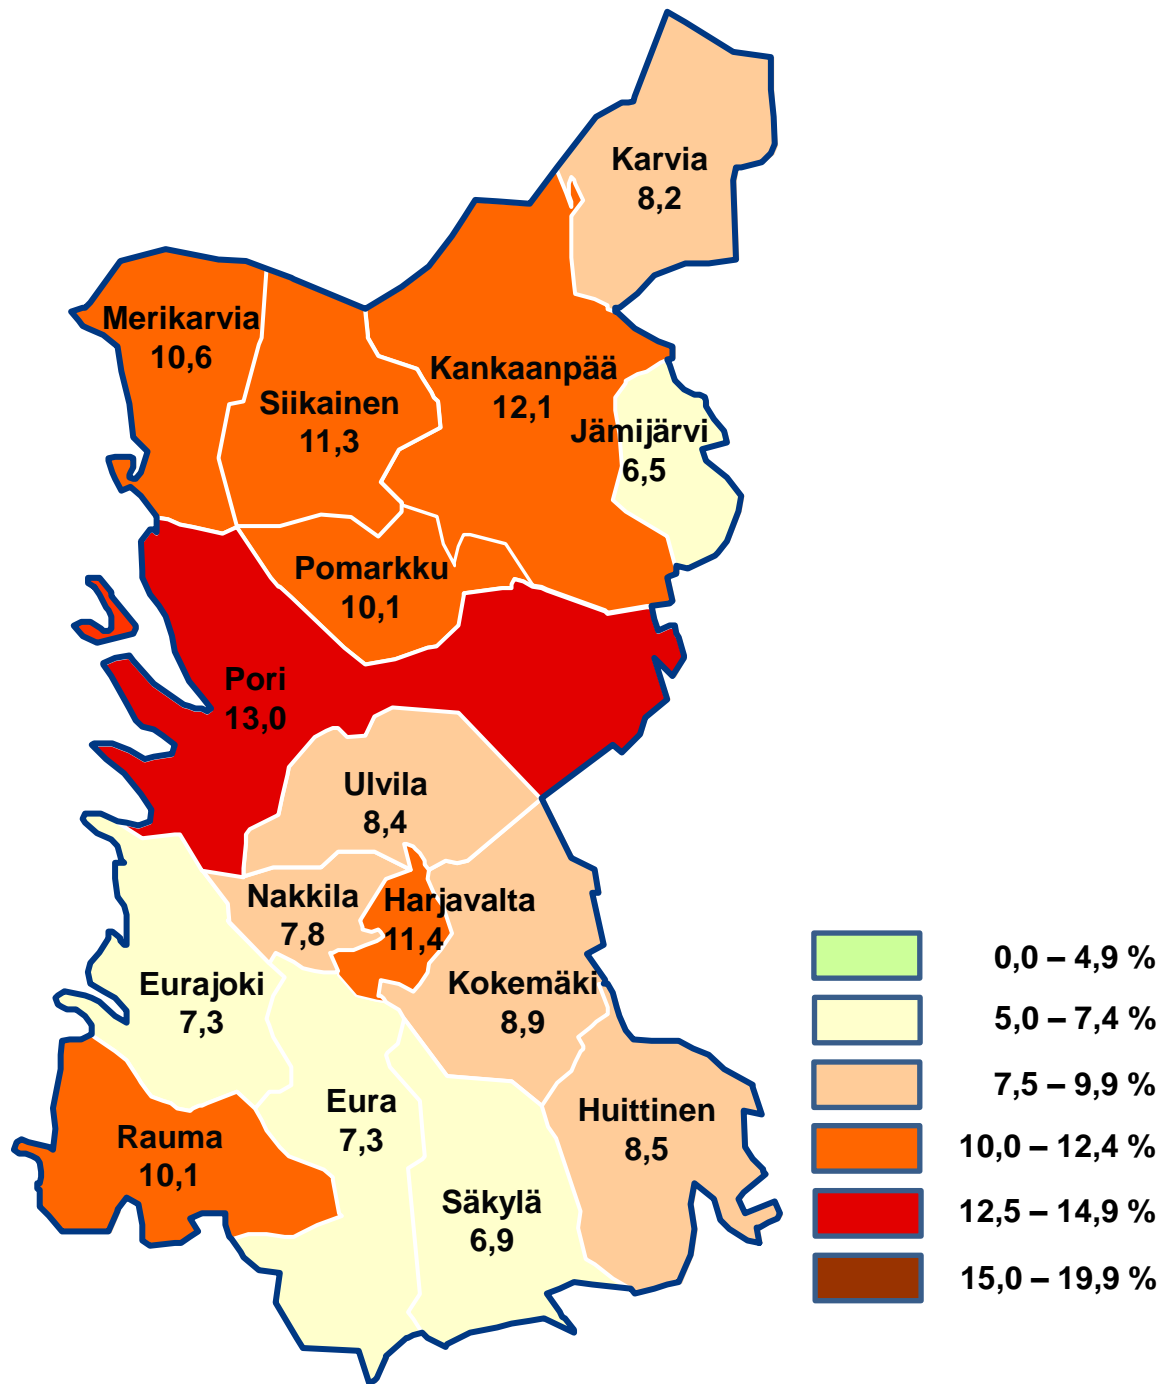 Karvia
8,2
Merikarvia
10,6
Siikainen
11,3
Kankaanpää
12,1
Jämijärvi
6,5
Pomarkku
10,1
Pori
13,0
Ulvila
8,4
Nakkila
7,8
Harjavalta
11,4
Eurajoki
7,3
Kokemäki
8,9
Eura
7,3
Huittinen
8,5
Rauma
10,1
Säkylä
6,9
0,0 – 4,9 %
5,0 – 7,4 %
7,5 – 9,9 %
10,0 – 12,4 %
12,5 – 14,9 %
15,0 – 19,9 %